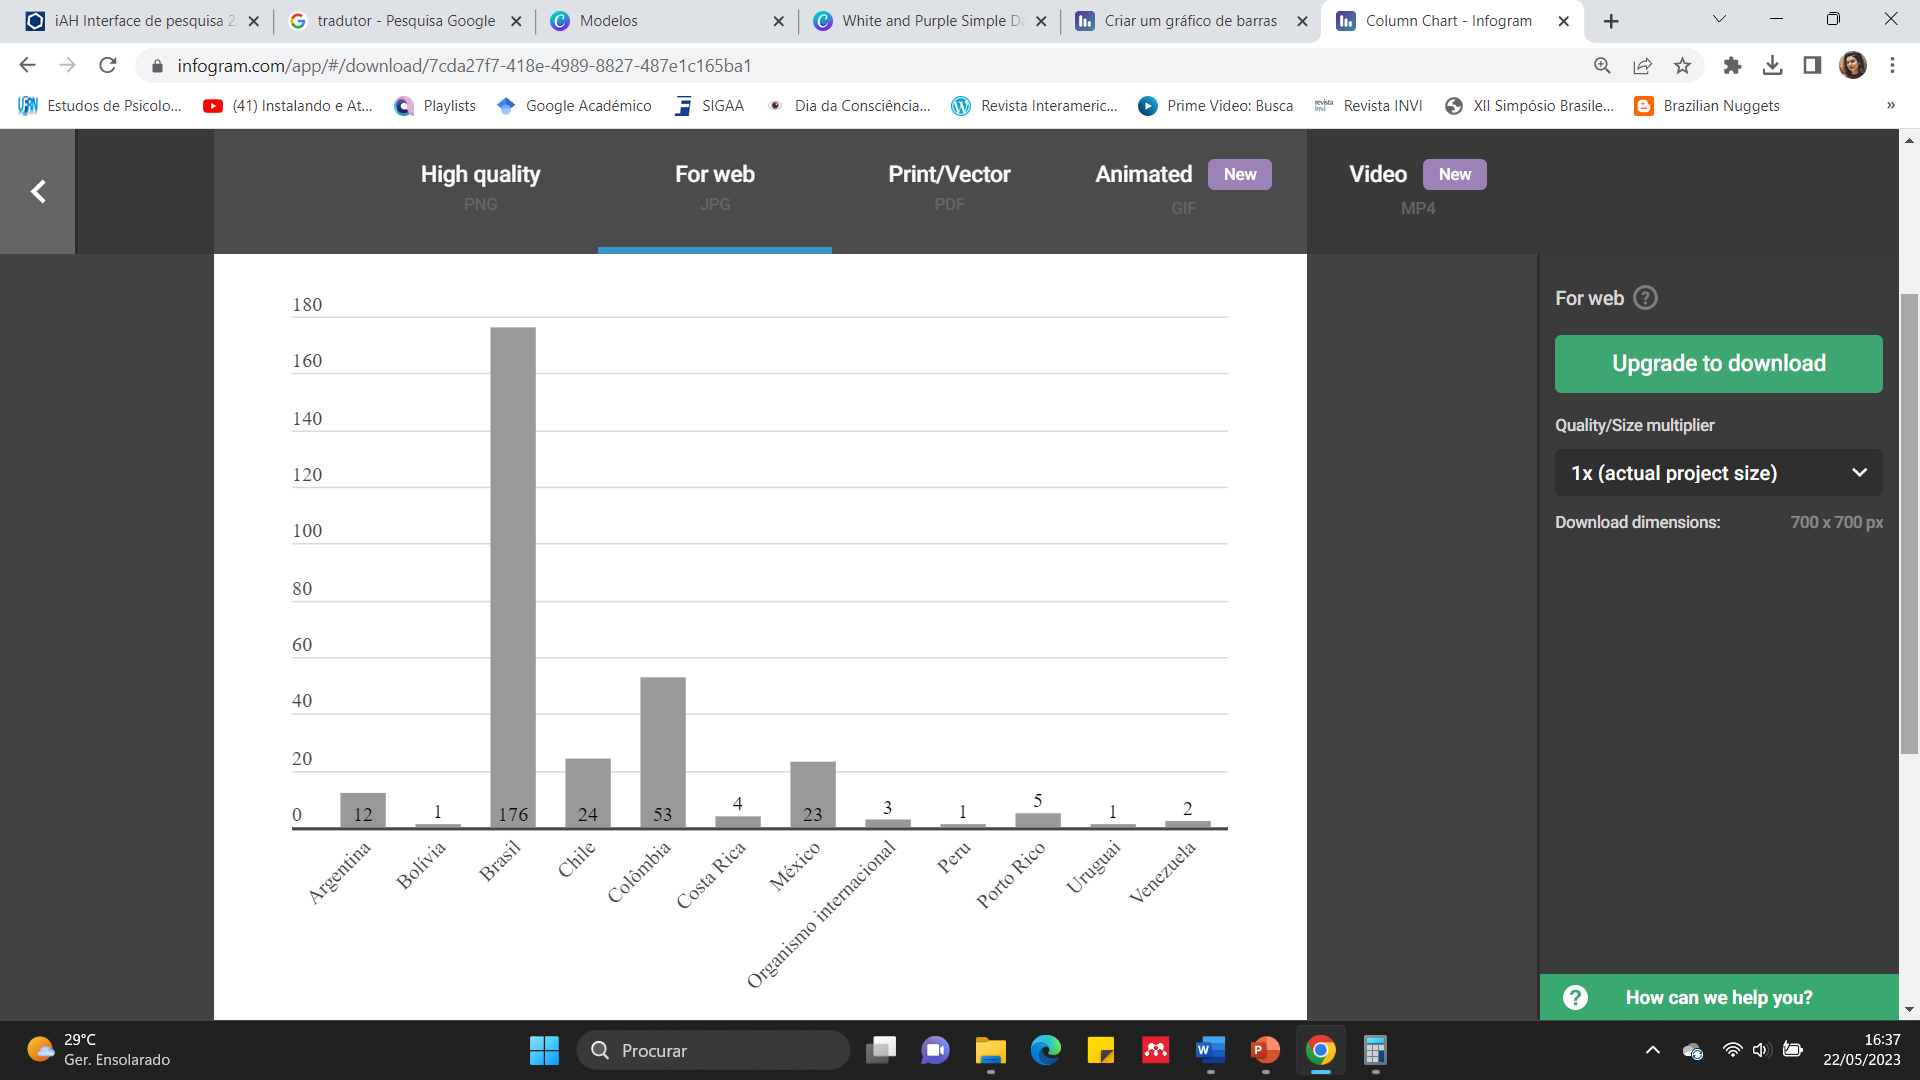 iAH Interface de pesquisa 2
tradutor - Pesquisa Google
Modelos
White and Purple Simple Da
Criar um gráfico de barras
Column Chart - Infogram
infogram.com/app/#/download/7cda27f7-418e-4989-8827-487e1c165ba1
Estudos de Psicolo...
(41) Instalando e At...
Playlists
Google Académico
SIGAA
Dia da Consciência...
Revista Interameric...
Prime Video: Busca
Revista INVI
XII Simpósio Brasile...
Brazilian Nuggets
»
High quality
PNG
For web
JPG
Print/Vector
PDF
Animated New
GIF
Video New
MP4
180
160
140
120
100
80
60
40
20
0
12
1
176
24
53
4
23
3
1
5
1
2
Argentina
Bolívia
Brasil
Chile
Colômbia
Costa Rica
México
Organismo internacional
Peru
Porto Rico
Uruguai
Venezuela
For web ?
Upgrade to download
Quality/Size multiplier
1x (actual project size)
Download dimensions: 700 x 700 px
? How can we help you?
29°C
Ger. Ensolarado
Procurar
16:37
22/05/2023